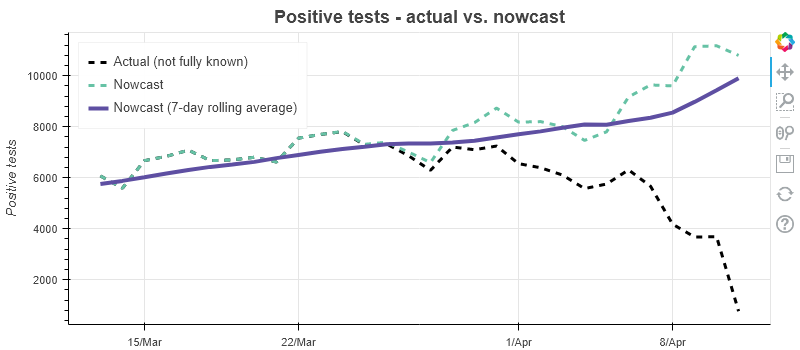 Positive tests - actual vs. nowcast
Actual (not fully known)
Nowcast
Nowcast (7-day rolling average)
Positive tests
10000
8000
6000
4000
2000
15/Mar
22/Mar
1/Apr
8/Apr